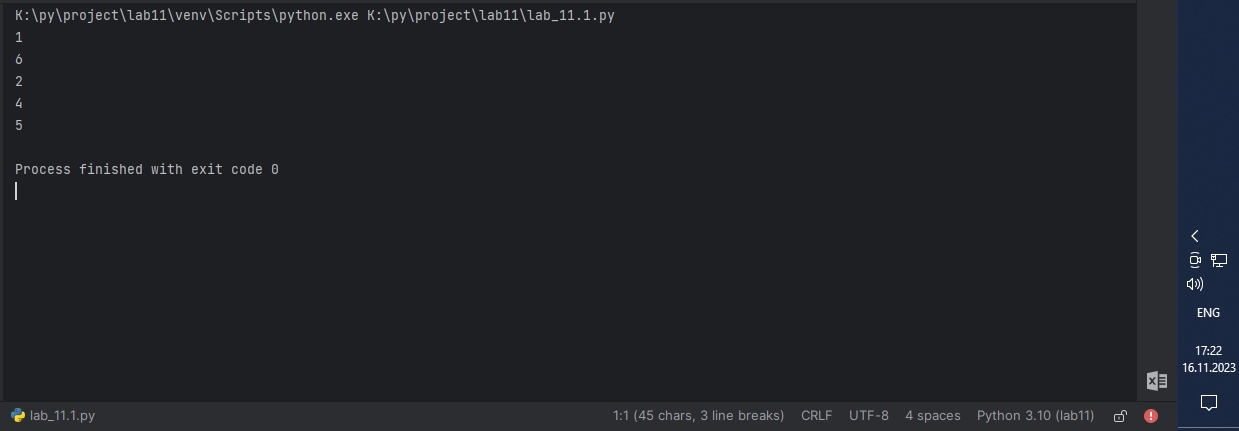 K:\py\project\lab11\venv\Scripts\python.exe K:\py\project\lab11\lab_11.1.py
1
6
2
4
5
Process finished with exit code 0
ENG
17:22
16.11.2023
lab_11.1.py
1:1 (45 chars, 3 line breaks) CRLF UTF-8 4 spaces Python 3.10 (lab11)